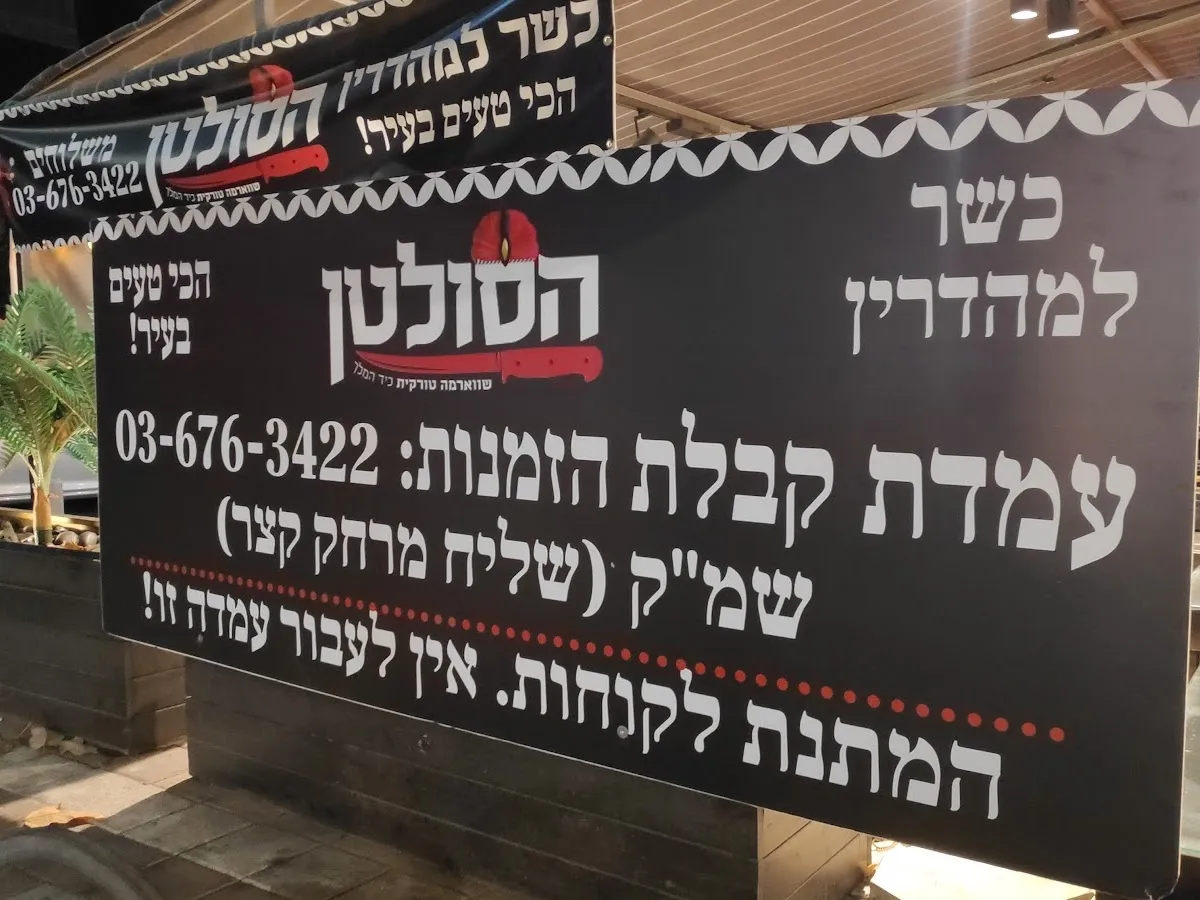 כשר למהדרין
הכי טעים בעיר!
הסולטן
שווארמה טורקית כיד המלך
משלוחים :
03-676-3422
כשר
למהדרין
הסולטן
שווארמה טורקית כיד המלך
הכי טעים
בעיר!
עמדת קבלת הזמנות: 03-676-3422
שמ"ק (שליח מרחק קצר)
המתנת לקוחות. אין לעבור עמדה זו!